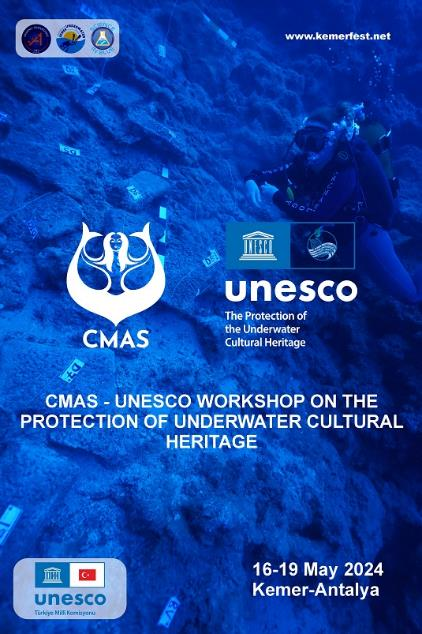 www.kemerfest.net
CMAS
UNESCO
unesco
The Protection of
the Underwater
Cultural Heritage
CMAS - UNESCO WORKSHOP ON THE
PROTECTION OF UNDERWATER CULTURAL
HERITAGE
16-19 May 2024
Kemer-Antalya
unesco
Türkiye Millî Komisyonu